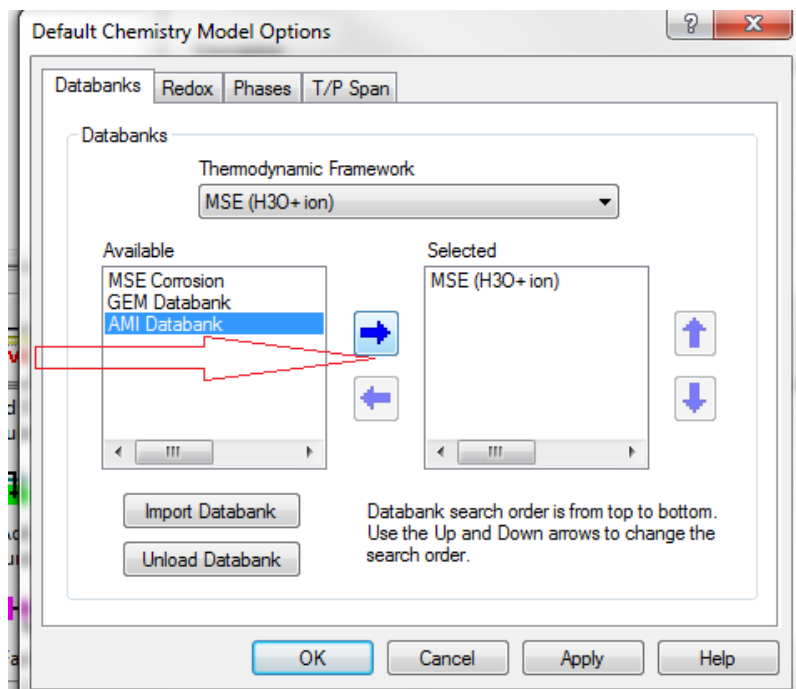 Default Chemistry Model Options
Databanks Redox Phases T/P Span
Databanks
Thermodynamic Framework
MSE (H3O+ ion)
Available Selected
MSE Corrosion MSE (H3O+ ion)
GEM Databank
AMI Databank
Import Databank
Unload Databank
Databank search order is from top to bottom.
Use the Up and Down arrows to change the
search order.
OK Cancel Apply Help